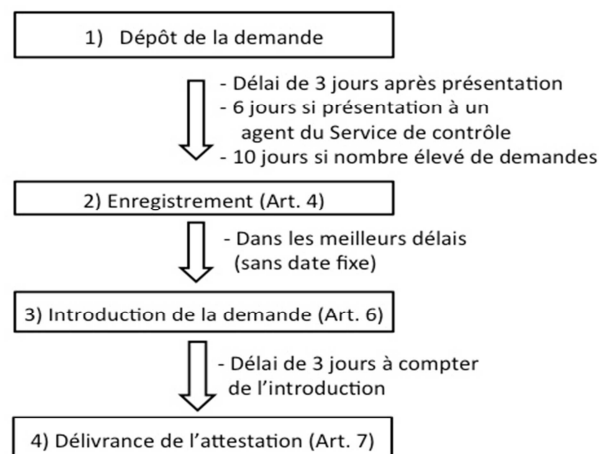 1) Dépôt de la demande
- Délai de 3 jours après présentation
- 6 jours si présentation à un
agent du Service de contrôle
- 10 jours si nombre élevé de demandes
2) Enregistrement (Art. 4)
- Dans les meilleurs délais
(sans date fixe)
3) Introduction de la demande (Art. 6)
- Délai de 3 jours à compter
de l’introduction
4) Délivrance de l’attestation (Art. 7)